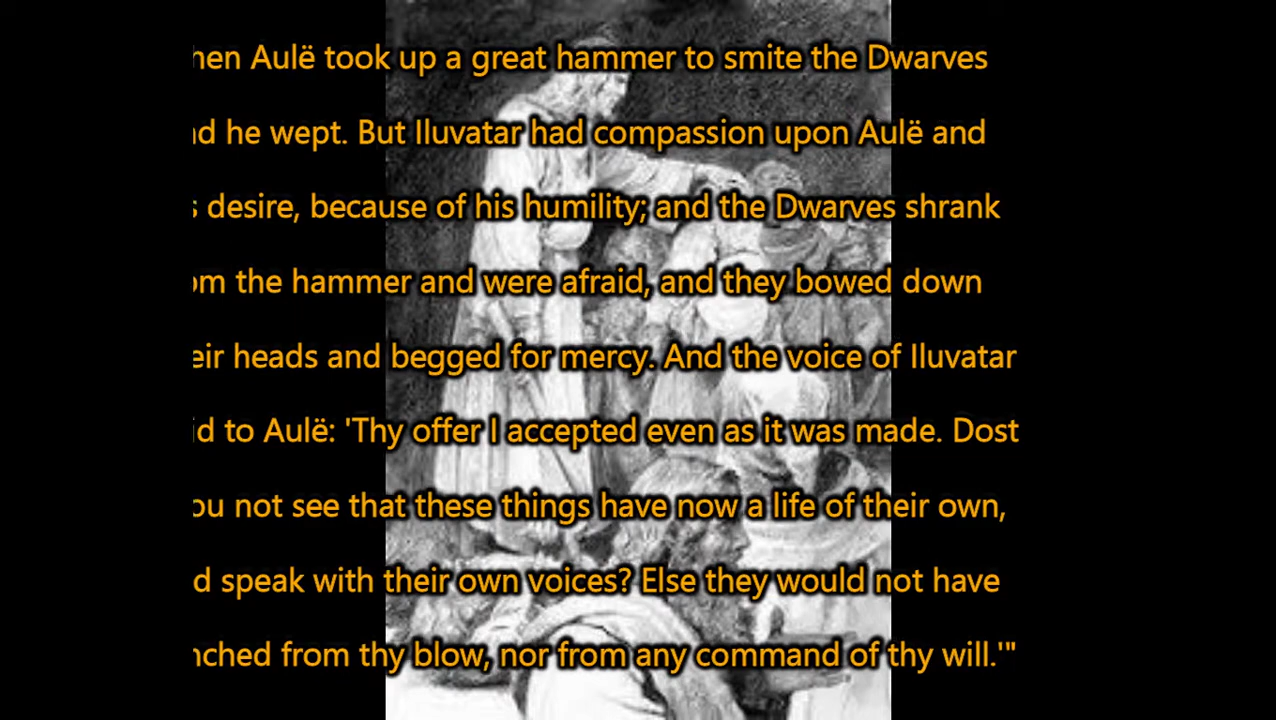 hen Aulë took up a great hammer to smite the Dwarves
d he wept. But Iluvatar had compassion upon Aulë and
s desire, because of his humility; and the Dwarves shrank
om the hammer and were afraid, and they bowed down
eir heads and begged for mercy. And the voice of Iluvatar
id to Aulë: 'Thy offer I accepted even as it was made. Dost
ou not see that these things have now a life of their own,
d speak with their own voices? Else they would not have
nched from thy blow, nor from any command of thy will.'"